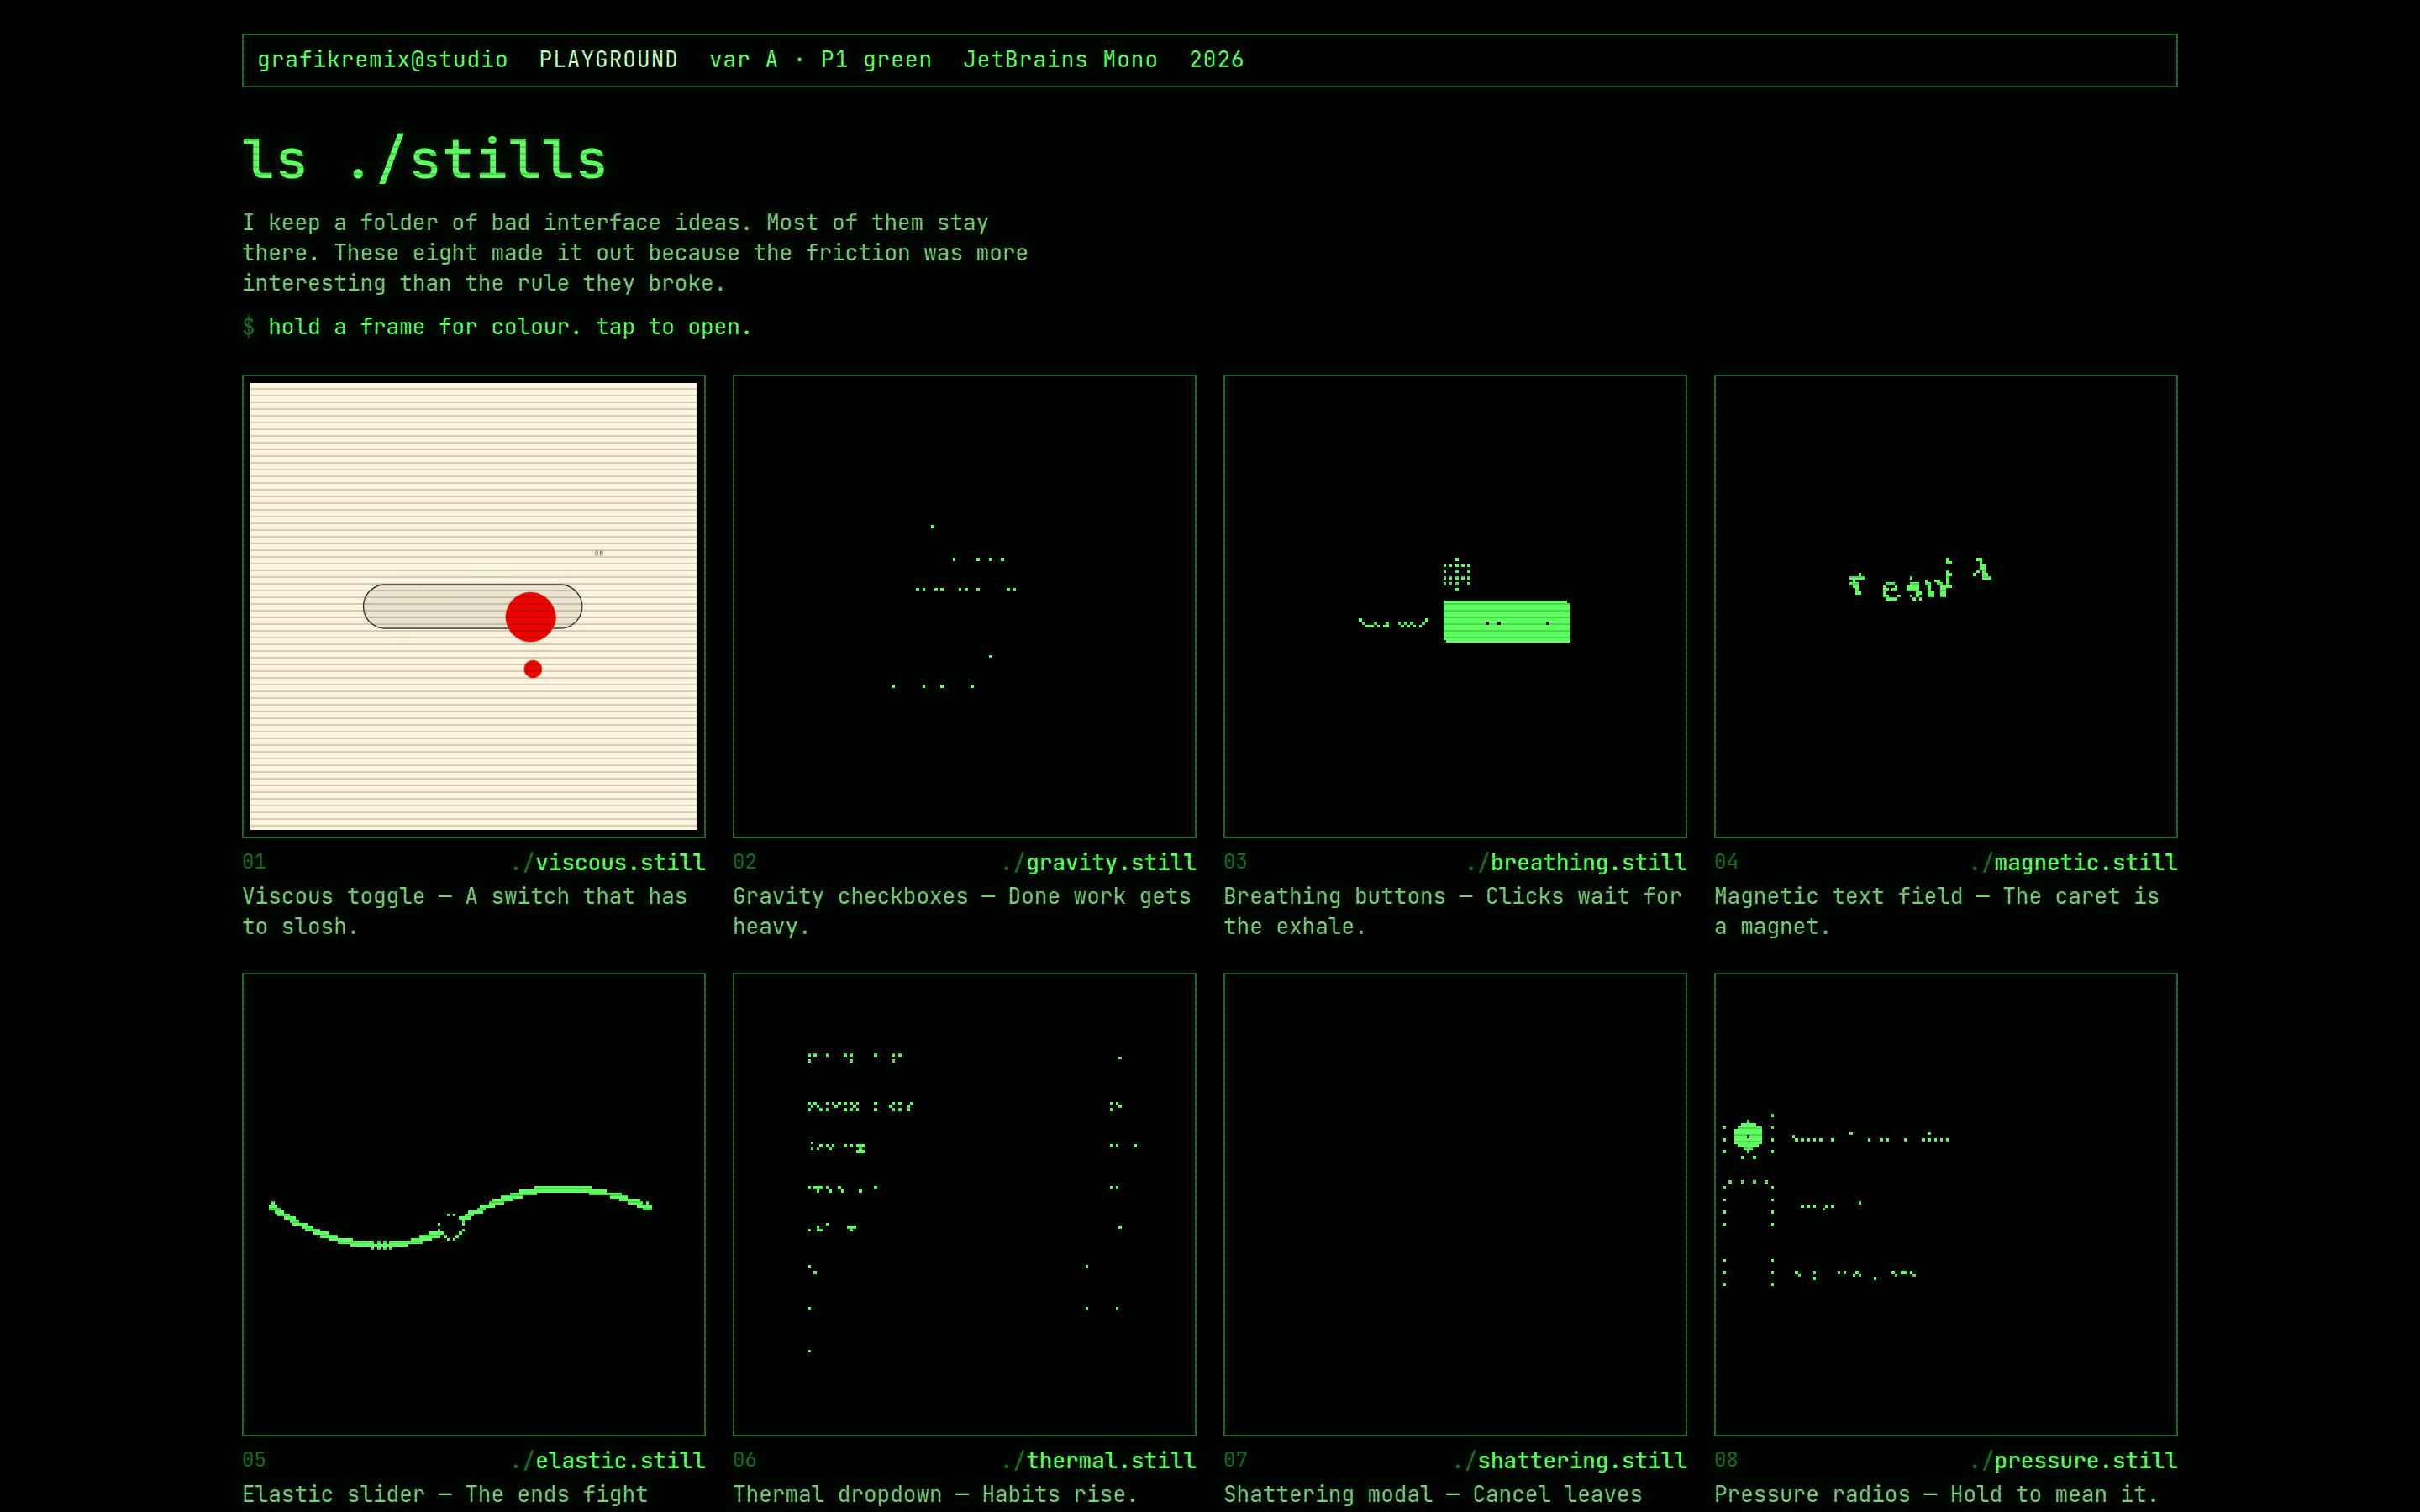 grafikremix@studio PLAYGROUND var A · P1 green JetBrains Mono 2026
ls ./stills
I keep a folder of bad interface ideas. Most of them stay
there. These eight made it out because the friction was more
interesting than the rule they broke.
$ hold a frame for colour. tap to open.
ON
01 ./viscous.still
Viscous toggle — A switch that has
to slosh.
02 ./gravity.still
Gravity checkboxes — Done work gets
heavy.
03 ./breathing.still
Breathing buttons — Clicks wait for
the exhale.
04 ./magnetic.still
Magnetic text field — The caret is
a magnet.
05 ./elastic.still
Elastic slider — The ends fight
06 ./thermal.still
Thermal dropdown — Habits rise.
07 ./shattering.still
Shattering modal — Cancel leaves
08 ./pressure.still
Pressure radios — Hold to mean it.